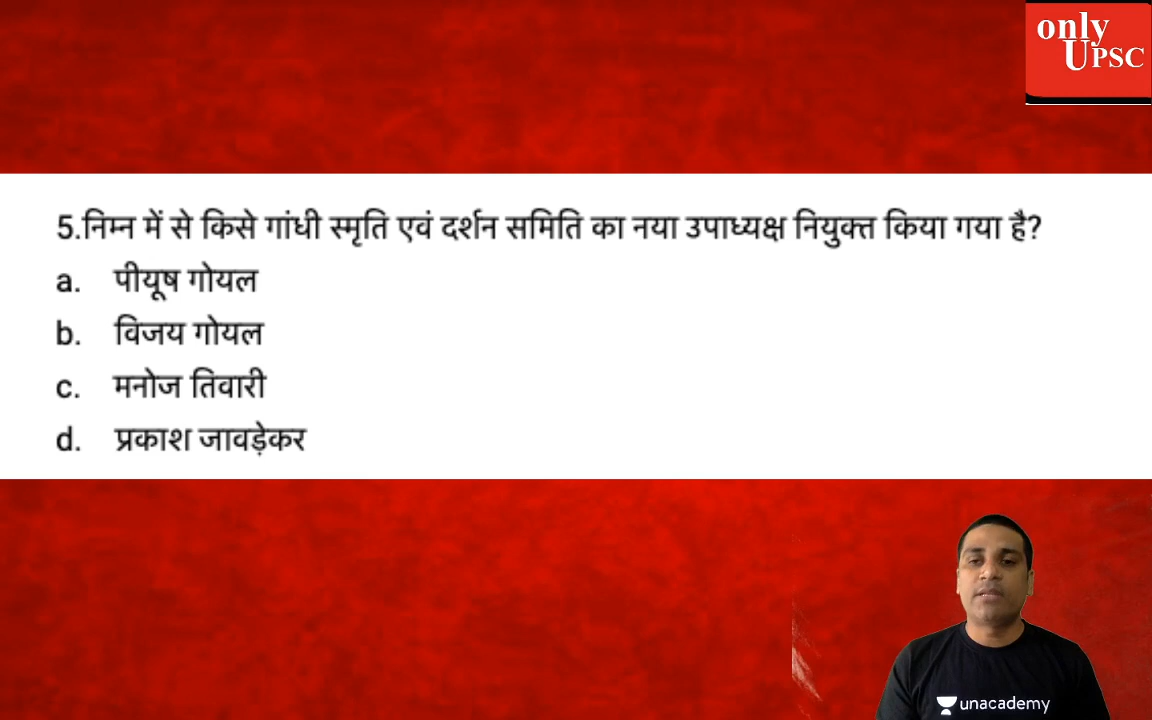 only
UPSC
5.निम्न में से किसे गांधी स्मृति एवं दर्शन समिति का नया उपाध्यक्ष नियुक्त किया गया है?
a. पीयूष गोयल
b. विजय गोयल
c. मनोज तिवारी
d. प्रकाश जावड़ेकर
unacademy